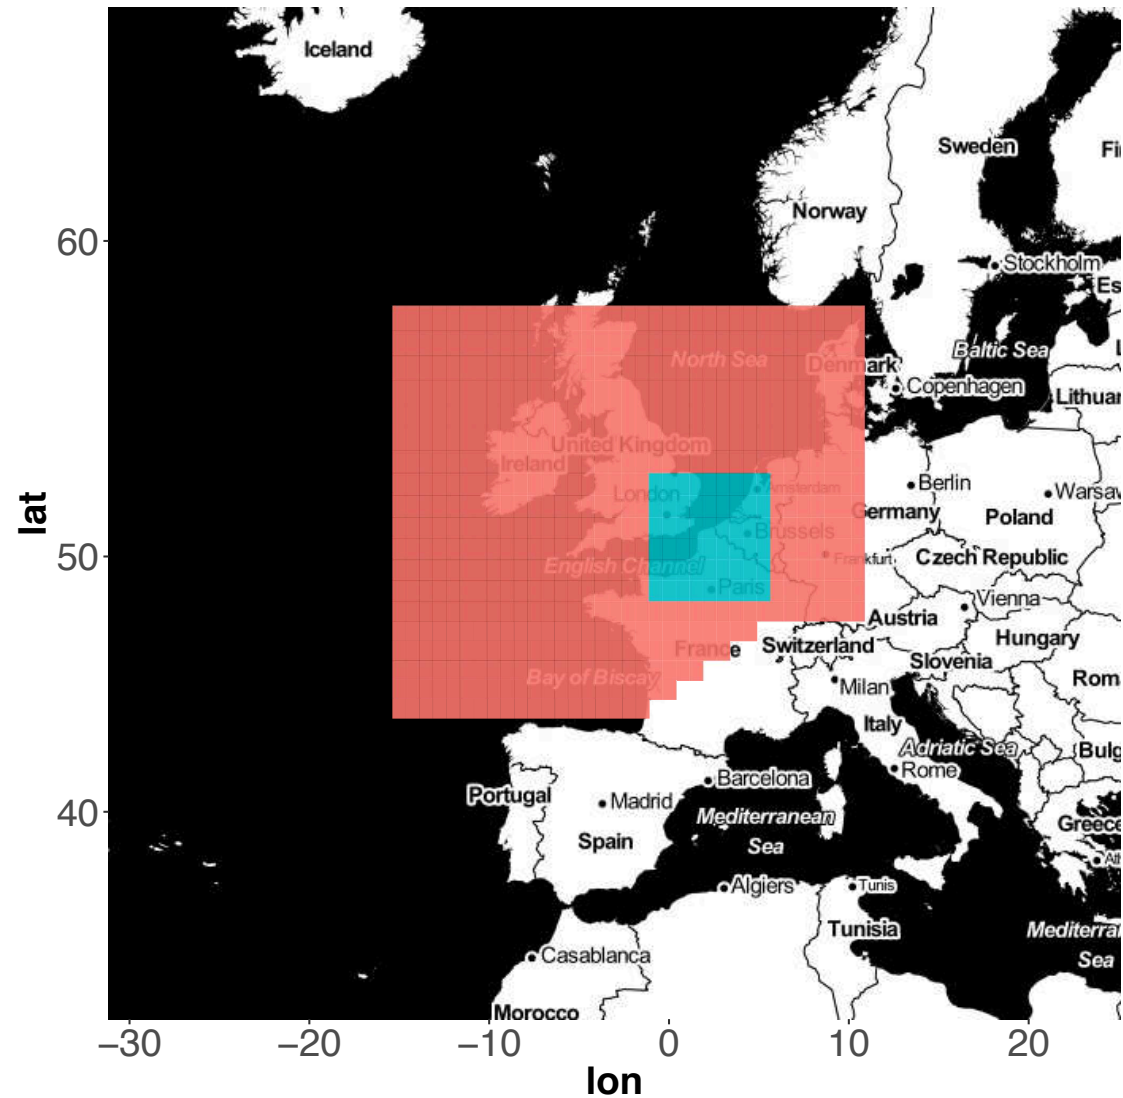 Iceland
Sweden
Norway
60
Stockholm
Es
Baltic Sea
North Sea
Denmark
Copenhagen
Lithuar
United Kingdom
Ireland
Berlin
London
Amsterdam
Warsaw
lat
Germany
Poland
Brussels
50
English Channel
Frankfurt
Czech Republic
Paris
Vienna
Austria
France
Switzerland
Hungary
Slovenia
Bay of Biscay
Milan
Rom
Italy
Adriatic Sea
Bulg
Rome
Barcelona
Portugal
Madrid
40
Mediterranean
Sea
Greece
Spain
Ath
Algiers
Tunis
Tunisia
Mediterra
Sea
Casablanca
Morocco
−30
−20
−10
0
10
20
lon